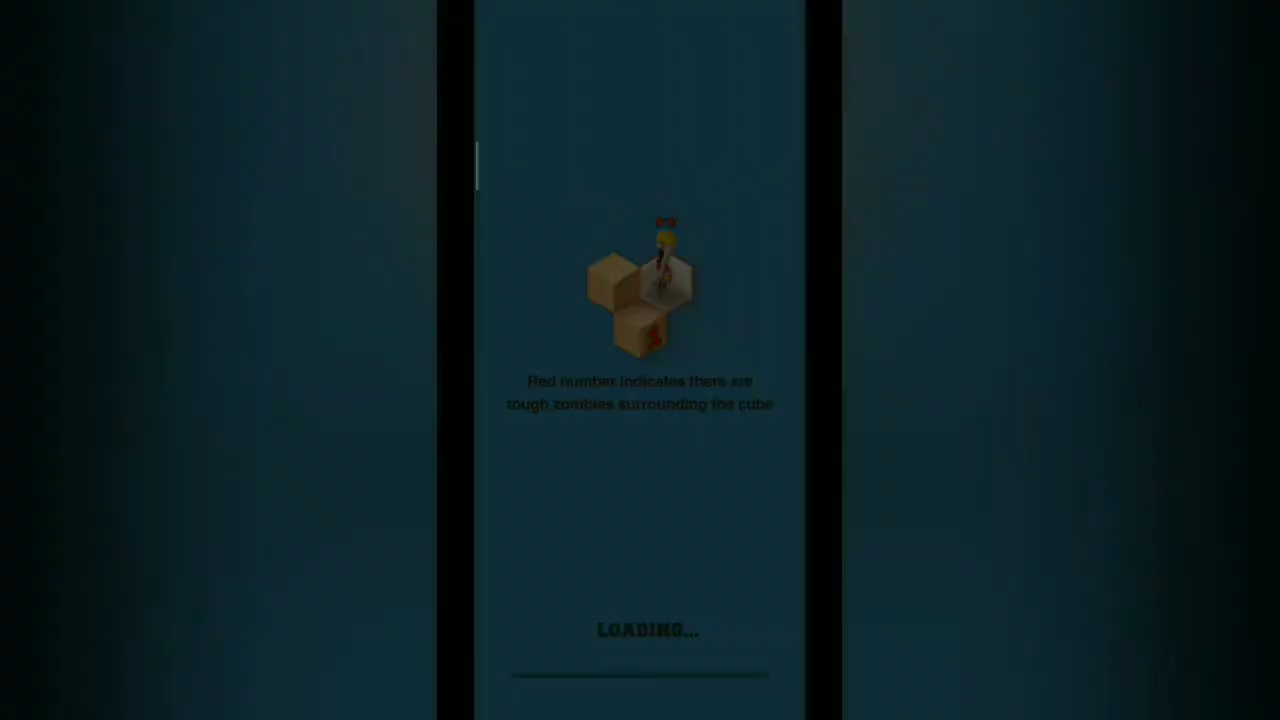 Red number indicates there are
tough zombies surrounding the cube
LOADING...